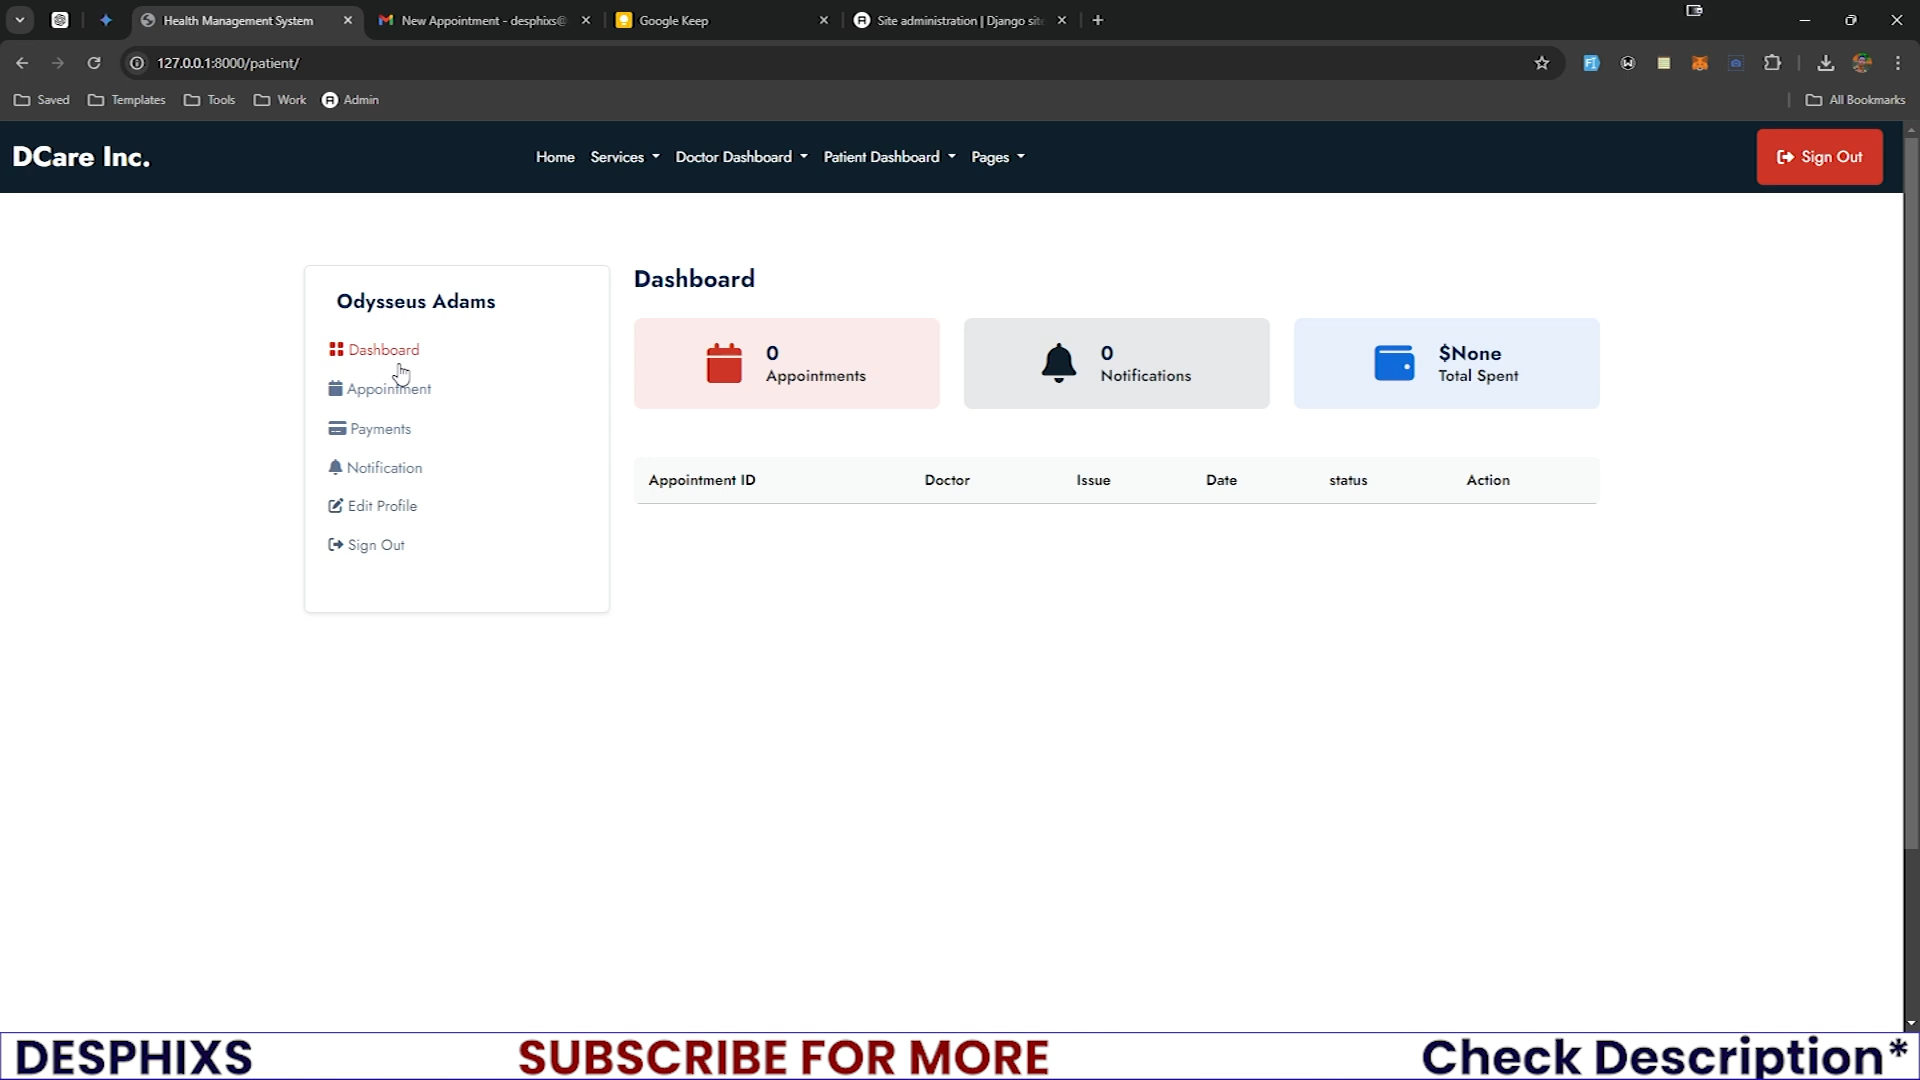 Health Management System
New Appointment - desphixs@
Google Keep
Site administration | Django site
127.0.0.1:8000/patient/
Saved
Templates
Tools
Work
Admin
All Bookmarks
DCare Inc.
Home
Services
Doctor Dashboard
Patient Dashboard
Pages
Sign Out
Odysseus Adams
Dashboard
Appointment
Payments
Notification
Edit Profile
Sign Out
Dashboard
0
Appointments
0
Notifications
$None
Total Spent
Appointment ID Doctor Issue Date status Action
DESPHIXS
SUBSCRIBE FOR MORE
Check Description*